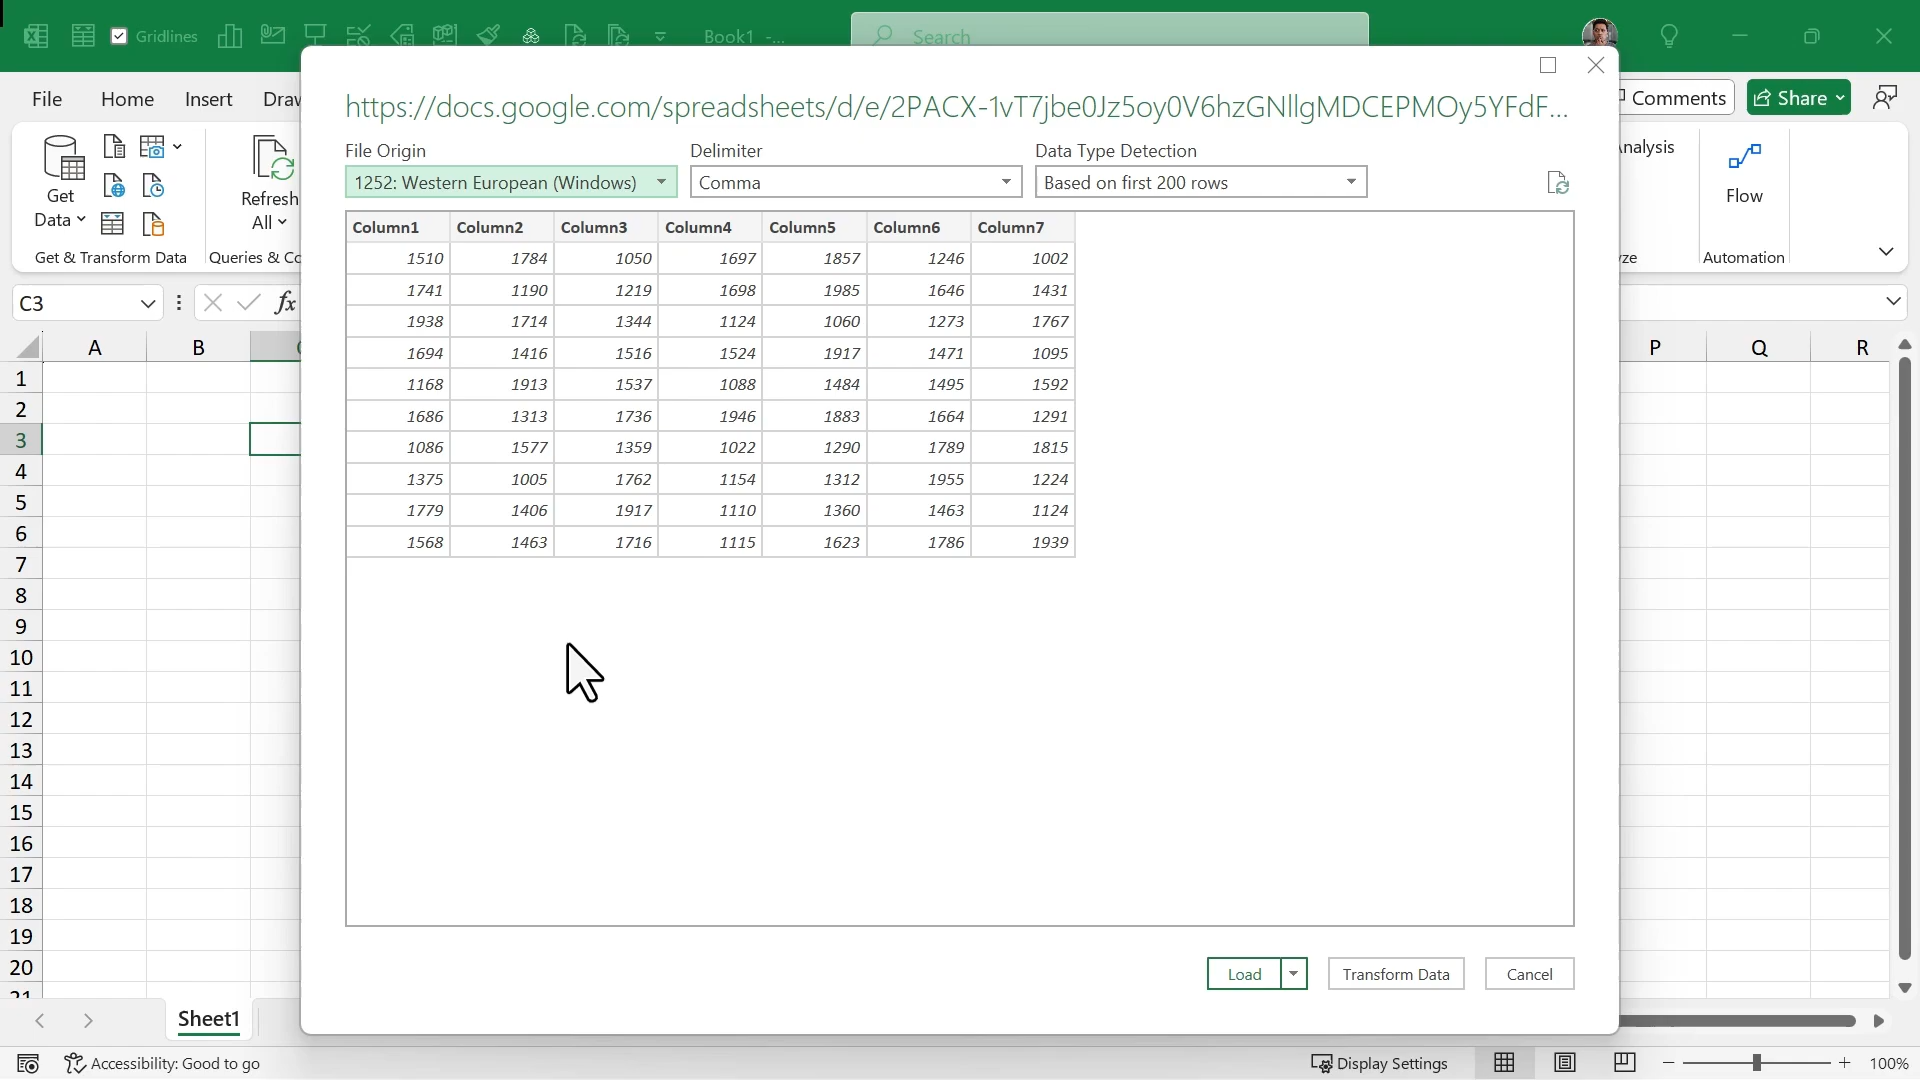 Gridlines
Book1 -...
Search
File
Home
Insert
Comments
Share
https://docs.google.com/spreadsheets/d/e/2PACX-1vT7jbe0Jz5oy0V6hzGNllgMDCEPMOy5YFdF...
File Origin
Delimiter
Data Type Detection
1252: Western European (Windows)
Comma
Based on first 200 rows
Get
Data
Refresh
All
Get & Transform Data
Flow
Automation
C3
fx
Column1 Column2 Column3 Column4 Column5 Column6 Column7
1510 1784 1050 1697 1857 1246 1002
1741 1190 1219 1698 1985 1646 1431
1938 1714 1344 1124 1060 1273 1767
1694 1416 1516 1524 1917 1471 1095
1168 1913 1537 1088 1484 1495 1592
1686 1313 1736 1946 1883 1664 1291
1086 1577 1359 1022 1290 1789 1815
1375 1005 1762 1154 1312 1955 1224
1779 1406 1917 1110 1360 1463 1124
1568 1463 1716 1115 1623 1786 1939
A B P Q R
1
2
3
4
5
6
7
8
9
10
11
12
13
14
15
16
17
18
19
20
Load
Transform Data
Cancel
Sheet1
Accessibility: Good to go
Display Settings
100%